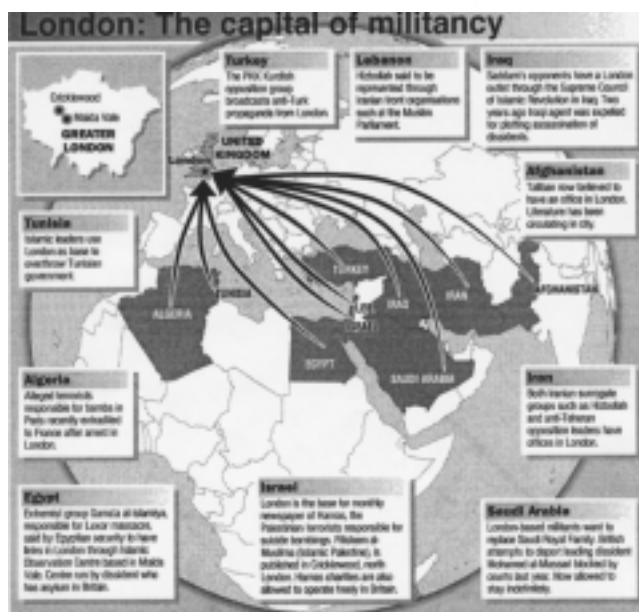 London: The capital of militancy
Cricklewood
Maida Vale
GREATER
LONDON
Turkey
The PKK Kurdish
opposition group
broadcasts anti-Turk
propaganda from London.
Lebanon
Hizbollah said to be
represented through
Iranian front organisations
such as the Muslim
Parliament.
Iraq
Saddam's opponents have a London
outlet through the Supreme Council
of Islamic Revolution in Iraq. Two
years ago Iraqi agent was expelled
for plotting assassination of
dissidents.
UNITED
KINGDOM
London
Afghanistan
Taliban now believed to
have an office in London.
Literature has been
circulating in city.
Tunisia
Islamic leaders use
London as base to
overthrow Tunisian
government.
TURKEY
TUNISIA
ALGERIA
IRAQ
IRAN
AFGHANISTAN
ISRAEL
EGYPT
SAUDI ARABIA
Algeria
Alleged terrorists
responsible for bombs in
Paris recently extradited
to France after arrest in
London.
Iran
Both Iranian surrogate
groups such as Hizbollah
and anti-Teheran
opposition leaders have
offices in London.
Egypt
Extremist group Gama'a al-Islamiya,
responsible for Luxor massacre,
said by Egyptian security to have
links in London through Islamic
Observation Centre based in Maida
Vale. Centre run by dissident who
has asylum in Britain.
Israel
London is the base for monthly
newspaper of Hamas, the
Palestinian terrorists responsible for
suicide bombings. Filisteen al-
Muslima (Islamic Palestine), is
published in Cricklewood, north
London. Hamas charities are also
allowed to operate freely in Britain.
Saudi Arabia
London-based militants want to
replace Saudi Royal Family. British
attempts to deport leading dissident
Mohamed al-Massari blocked by
courts last year. Now allowed to
stay indefinitely.